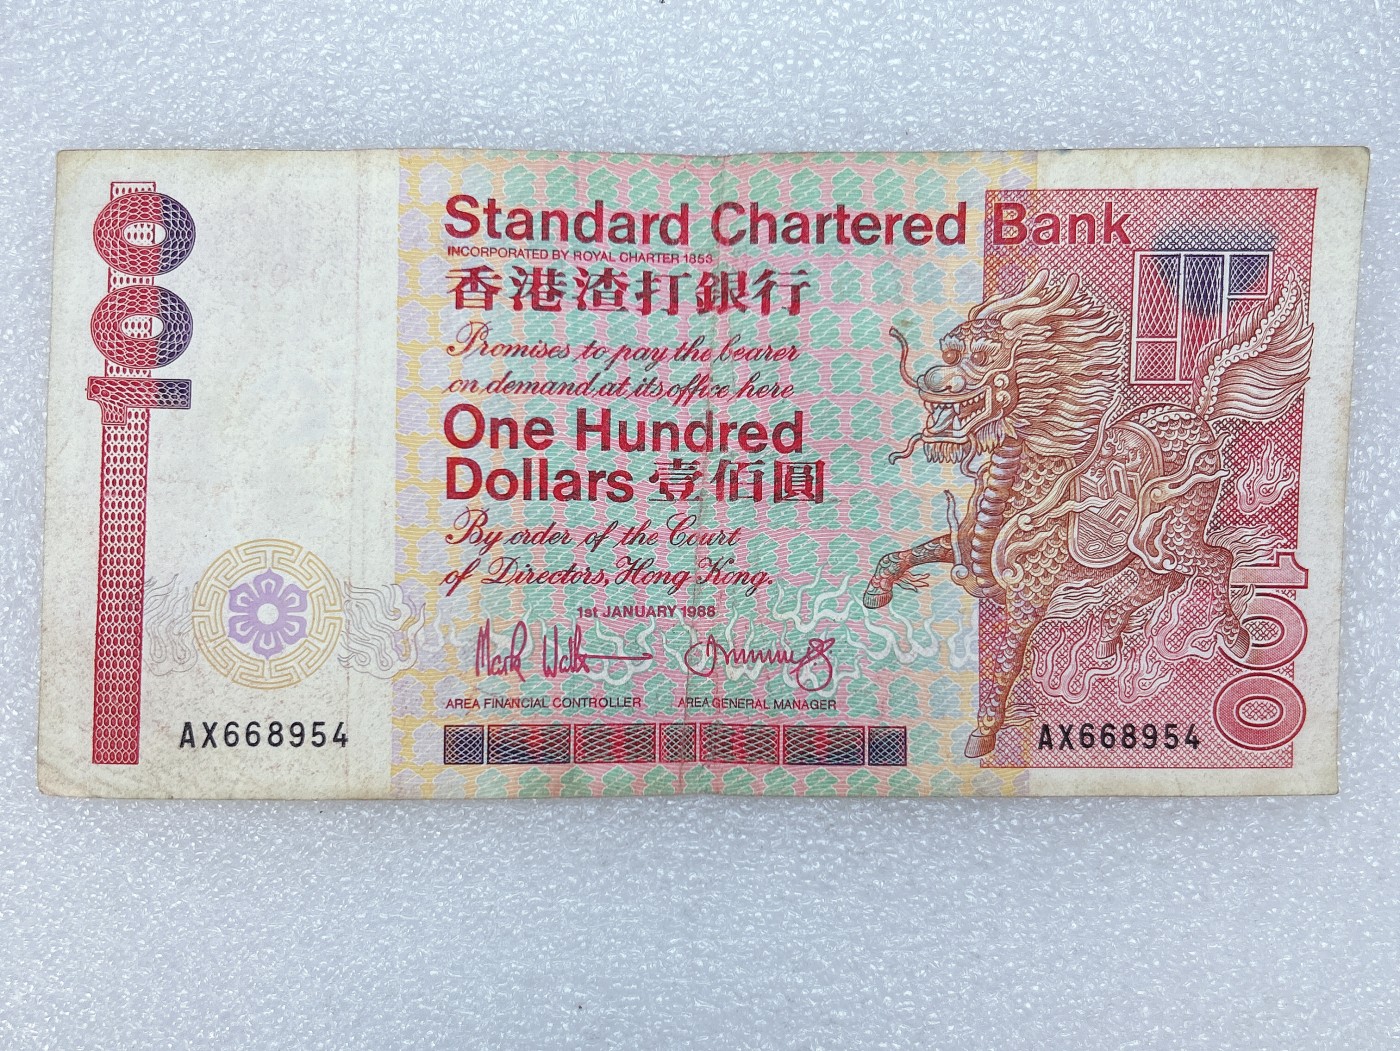 100
Standard Chartered Bank
INCORPORATED BY ROYAL CHARTER 1853
香港渣打銀行
Promises to pay the bearer
on demand at its office here
One Hundred
Dollars 壹佰圓
By order of the Court
of Directors, Hong Kong.
1st JANUARY 1988
Mark
AREA FINANCIAL CONTROLLER
AREA GENERAL MANAGER
AX668954
AX668954
100